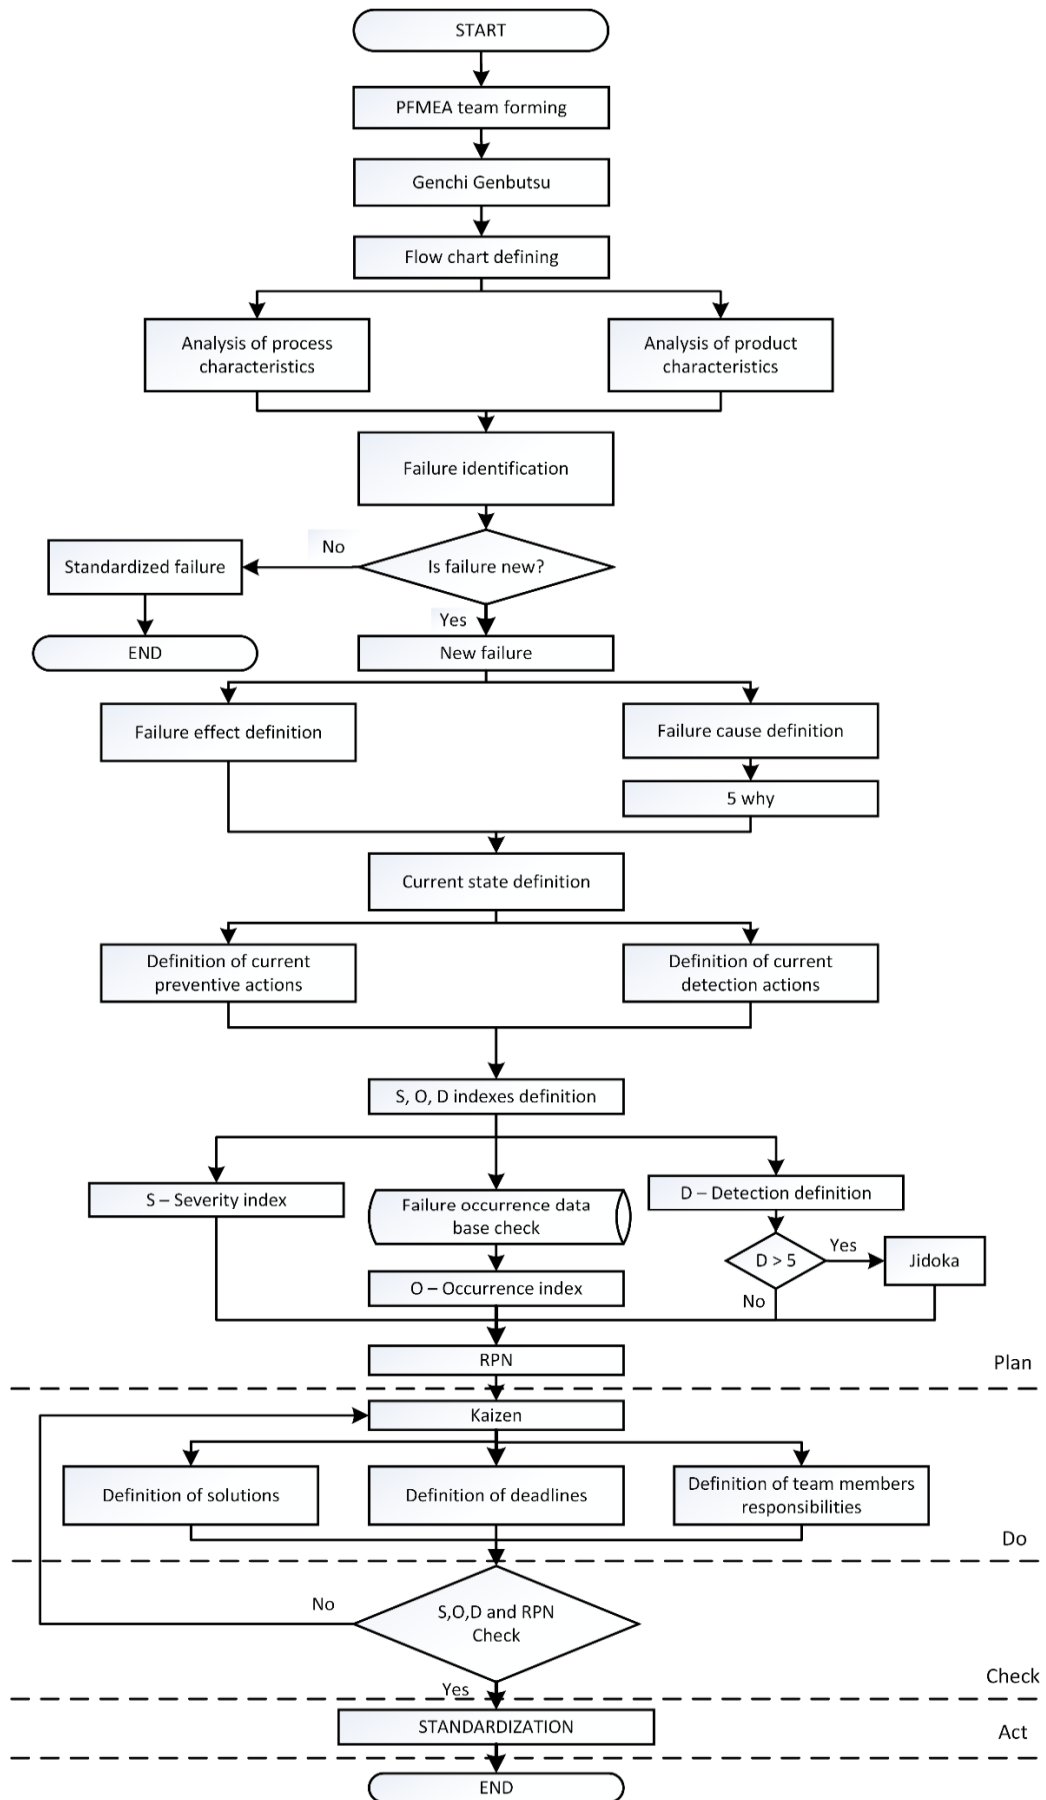 START
PFMEA team forming
Genchi Genbutsu
Flow chart defining
Analysis of process
characteristics
Analysis of product
characteristics
Failure identification
Is failure new?
No
Standardized failure
END
Yes
New failure
Failure effect definition
Failure cause definition
5 why
Current state definition
Definition of current
preventive actions
Definition of current
detection actions
S, O, D indexes definition
S – Severity index
Failure occurrence data
base check
O – Occurrence index
D – Detection definition
D > 5
Yes
Jidoka
No
RPN
Plan
Kaizen
Definition of solutions
Definition of deadlines
Definition of team members
responsibilities
Do
No
S,O,D and RPN
Check
Check
Yes
STANDARDIZATION
Act
END